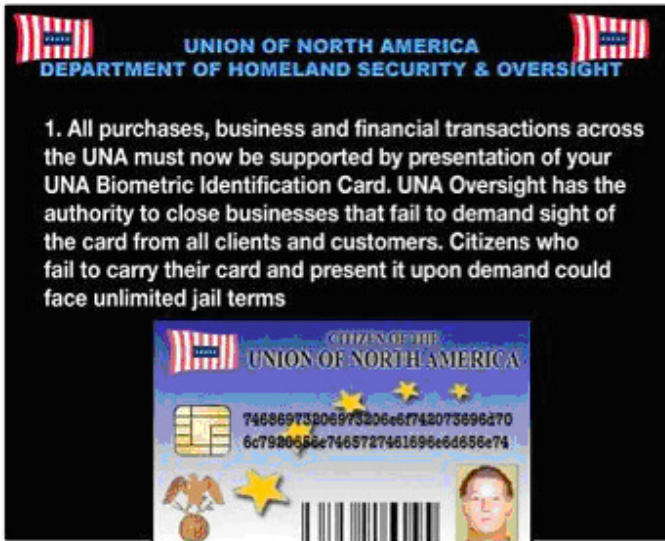 UNION OF NORTH AMERICA
DEPARTMENT OF HOMELAND SECURITY & OVERSIGHT
1. All purchases, business and financial transactions across
the UNA must now be supported by presentation of your
UNA Biometric Identification Card. UNA Oversight has the
authority to close businesses that fail to demand sight of
the card from all clients and customers. Citizens who
fail to carry their card and present it upon demand could
face unlimited jail terms
CITIZEN OF THE
UNION OF NORTH AMERICA
74686973206973206e6f742073696d70
6c7920656e7465727461696e6d656e74